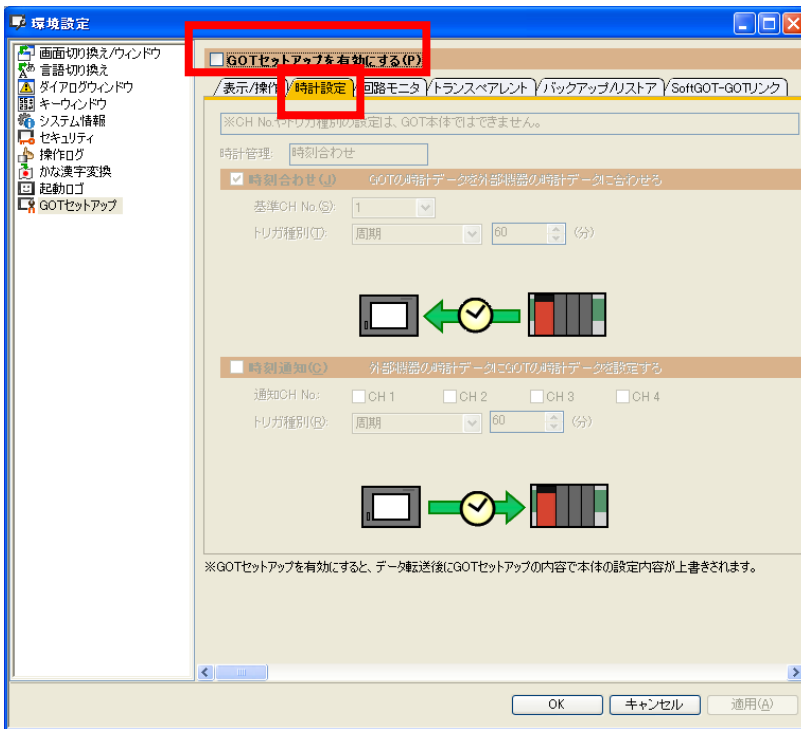 環境設定
画面切り換え/ウィンドウ
言語切り換え
ダイアログウィンドウ
キーウィンドウ
システム情報
セキュリティ
操作ログ
かな漢字変換
起動ロゴ
GOTセットアップ
GOTセットアップを有効にする(P)
表示/操作 時計設定 回路モニタ トランスペアレント バックアップ/リストア SoftGOT-GOTリンク
※CH No.やトリガ種別の設定は、GOT本体ではできません。
時計管理: 時刻合わせ
時刻合わせ(J) GOTの時計データを外部機器の時計データに合わせる
基準CH No.(S): 1
トリガ種別(T): 周期 60 (分)
時刻通知(C) 外部機器の時計データにGOTの時計データを設定する
通知CH No.: CH 1 CH 2 CH 3 CH 4
トリガ種別(R): 周期 60 (分)
※GOTセットアップを有効にすると、データ転送後にGOTセットアップの内容で本体の設定内容が上書きされます。
OK キャンセル 適用(A)